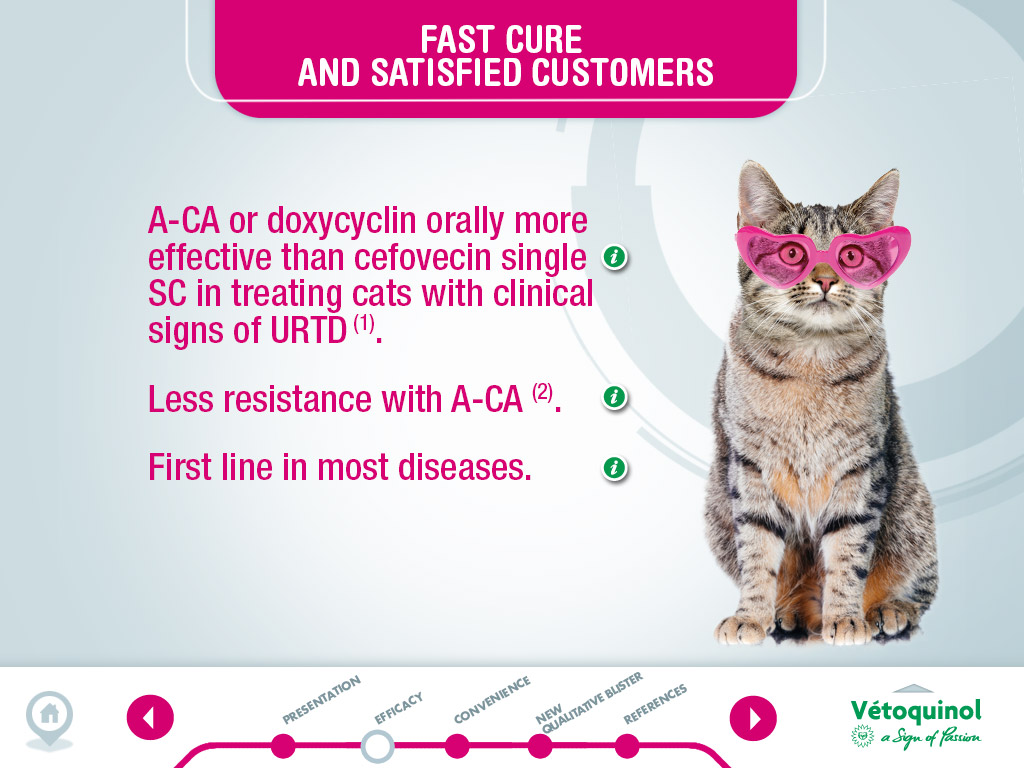 FAST CURE
AND SATISFIED CUSTOMERS
A-CA or doxycyclin orally more
effective than cefovecin single
SC in treating cats with clinical
signs of URTD (1).
Less resistance with A-CA (2).
First line in most diseases.
i
i
i
PRESENTATION
EFFICACY
CONVENIENCE
NEW
QUALITATIVE BLISTER
REFERENCES
Vétoquinol
a Sign of Passion